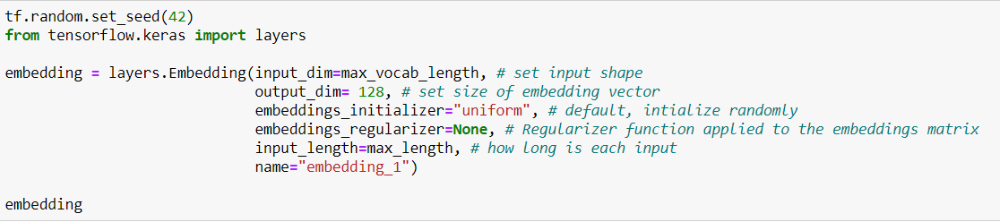 tf.random.set_seed(42)
from tensorflow.keras import layers

embedding = layers.Embedding(input_dim=max_vocab_length, # set input shape
                             output_dim= 128, # set size of embedding vector
                             embeddings_initializer="uniform", # default, intialize randomly
                             embeddings_regularizer=None, # Regularizer function applied to the embeddings matrix
                             input_length=max_length, # how long is each input
                             name="embedding_1")

embedding